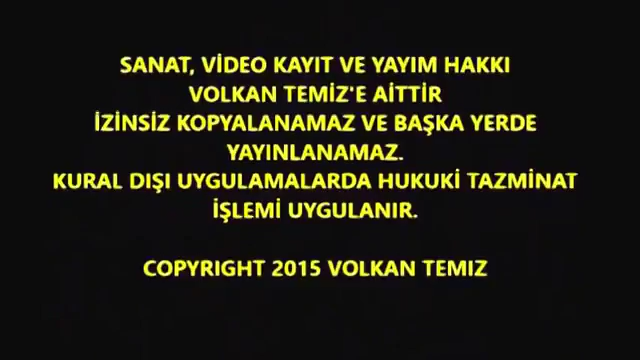 SANAT, VİDEO KAYIT VE YAYIM HAKKI
VOLKAN TEMİZ'E AİTTİR
İZİNSİZ KOPYALANAMAZ VE BAŞKA YERDE
YAYINLANAMAZ.
KURAL DIŞI UYGULAMALARDA HUKUKİ TAZMİNAT
İŞLEMİ UYGULANIR.
COPYRIGHT 2015 VOLKAN TEMIZ